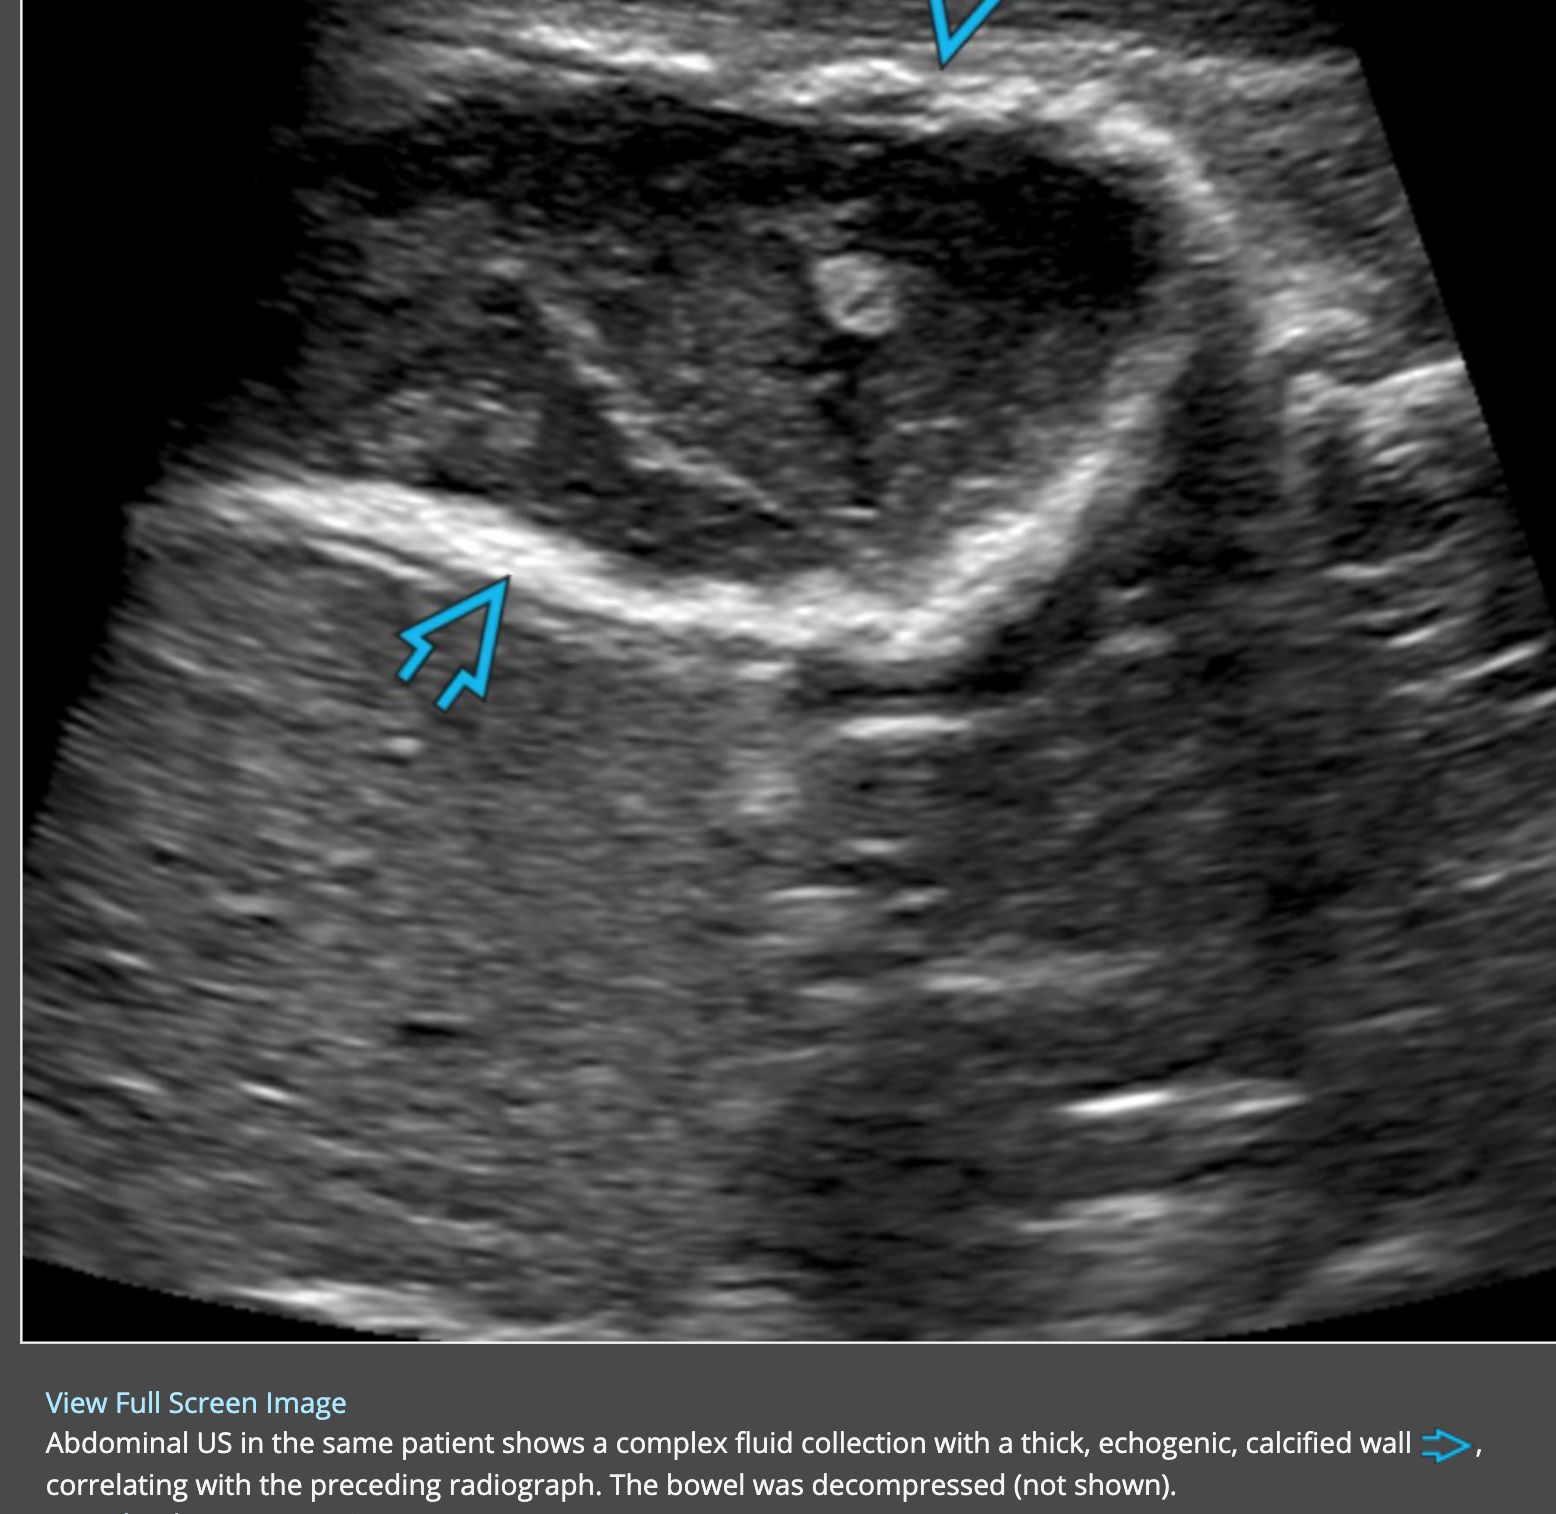 View Full Screen Image
Abdominal US in the same patient shows a complex fluid collection with a thick, echogenic, calcified wall ,
correlating with the preceding radiograph. The bowel was decompressed (not shown).